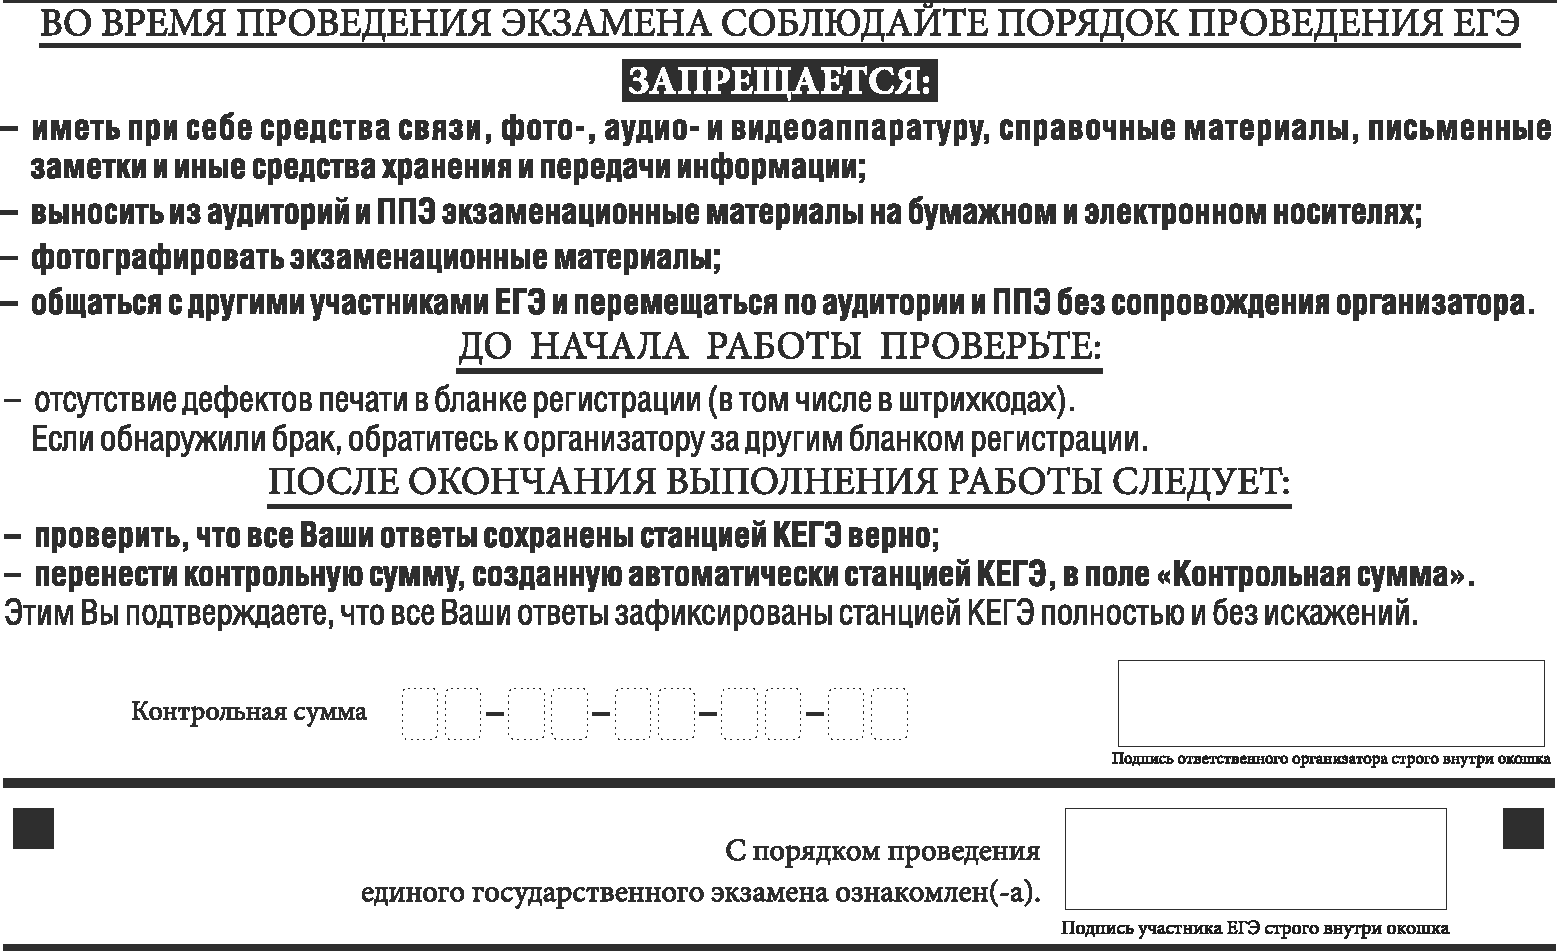 ВО ВРЕМЯ ПРОВЕДЕНИЯ ЭКЗАМЕНА СОБЛЮДАЙТЕ ПОРЯДОК ПРОВЕДЕНИЯ ЕГЭ
ЗАПРЕЩАЕТСЯ:
– иметь при себе средства связи, фото-, аудио- и видеоаппаратуру, справочные материалы, письменные
заметки и иные средства хранения и передачи информации;
– выносить из аудиторий и ППЭ экзаменационные материалы на бумажном и электронном носителях;
– фотографировать экзаменационные материалы;
– общаться с другими участниками ЕГЭ и перемещаться по аудитории и ППЭ без сопровождения организатора.
ДО НАЧАЛА РАБОТЫ ПРОВЕРЬТЕ:
– отсутствие дефектов печати в бланке регистрации (в том числе в штрихкодах).
Если обнаружили брак, обратитесь к организатору за другим бланком регистрации.
ПОСЛЕ ОКОНЧАНИЯ ВЫПОЛНЕНИЯ РАБОТЫ СЛЕДУЕТ:
– проверить, что все Ваши ответы сохранены станцией КЕГЭ верно;
– перенести контрольную сумму, созданную автоматически станцией КЕГЭ, в поле «Контрольная сумма».
Этим Вы подтверждаете, что все Ваши ответы зафиксированы станцией КЕГЭ полностью и без искажений.
Контрольная сумма – – – –
Подпись ответственного организатора строго внутри окошка
С порядком проведения
единого государственного экзамена ознакомлен(-а).
Подпись участника ЕГЭ строго внутри окошка